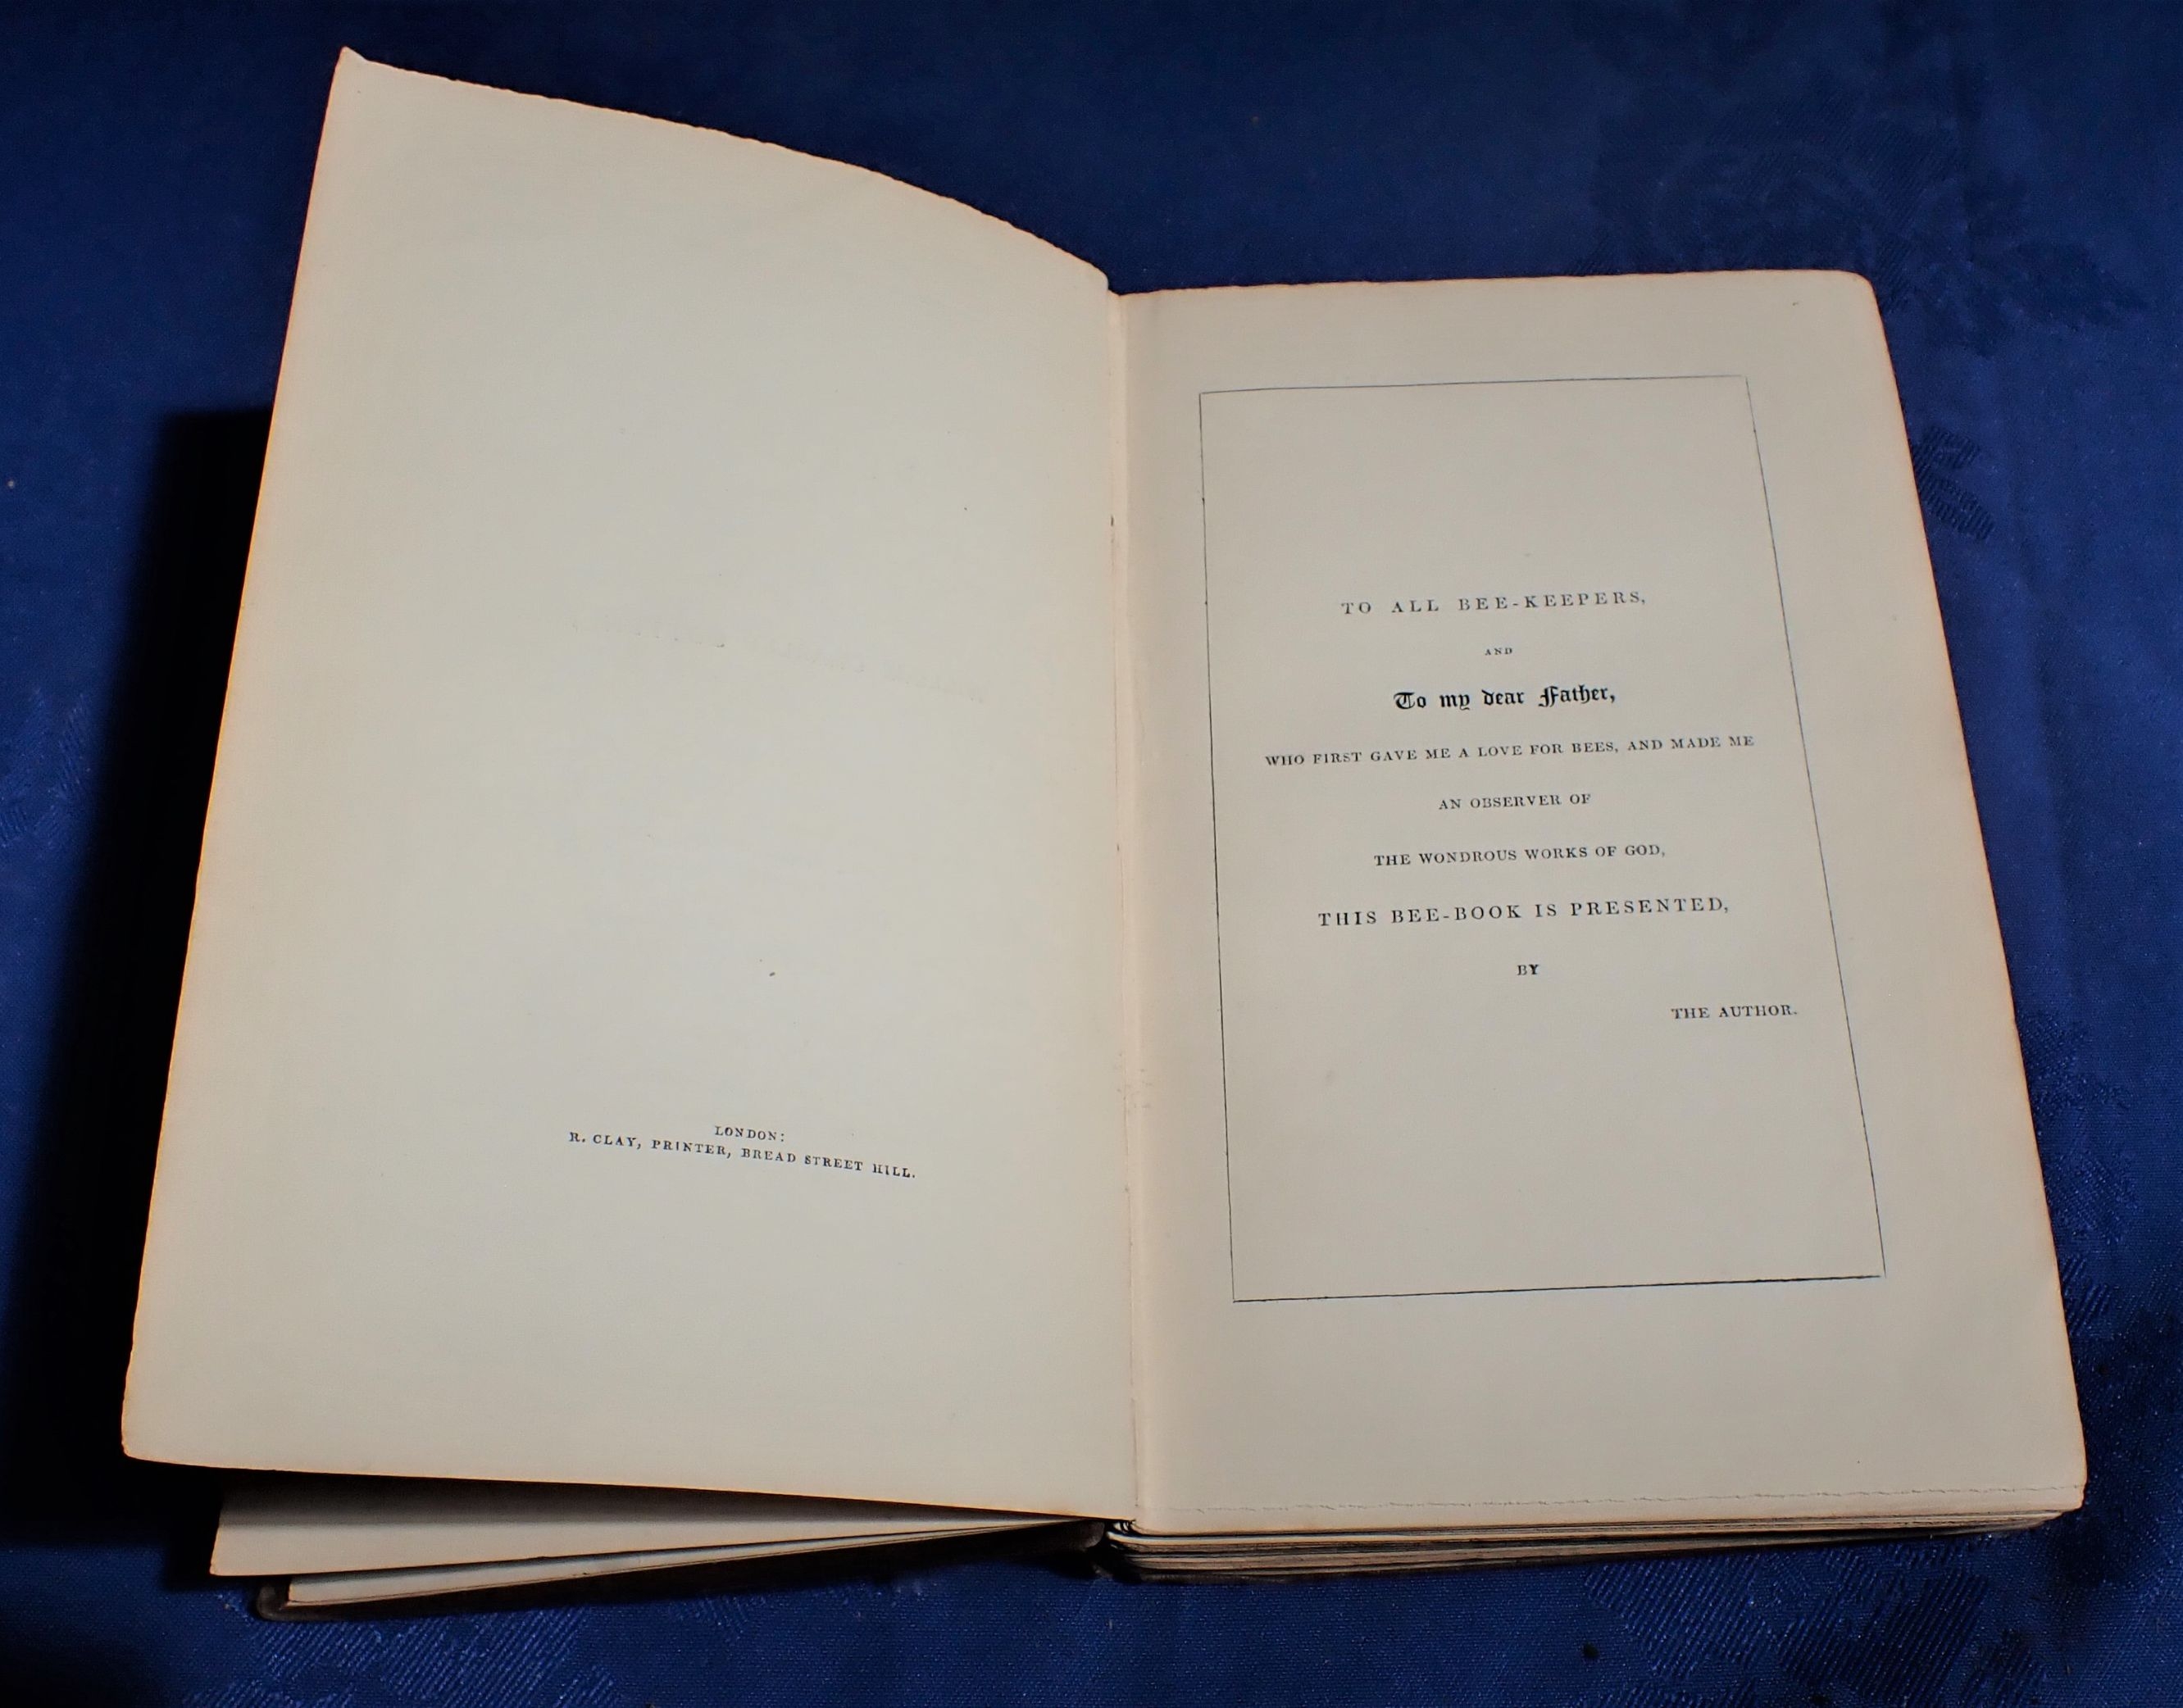 LONDON:
R. CLAY, PRINTER, BREAD STREET HILL.
TO ALL BEE-KEEPERS,
AND
To my dear Father,
WHO FIRST GAVE ME A LOVE FOR BEES, AND MADE ME
AN OBSERVER OF
THE WONDROUS WORKS OF GOD,
THIS BEE-BOOK IS PRESENTED,
BY
THE AUTHOR.